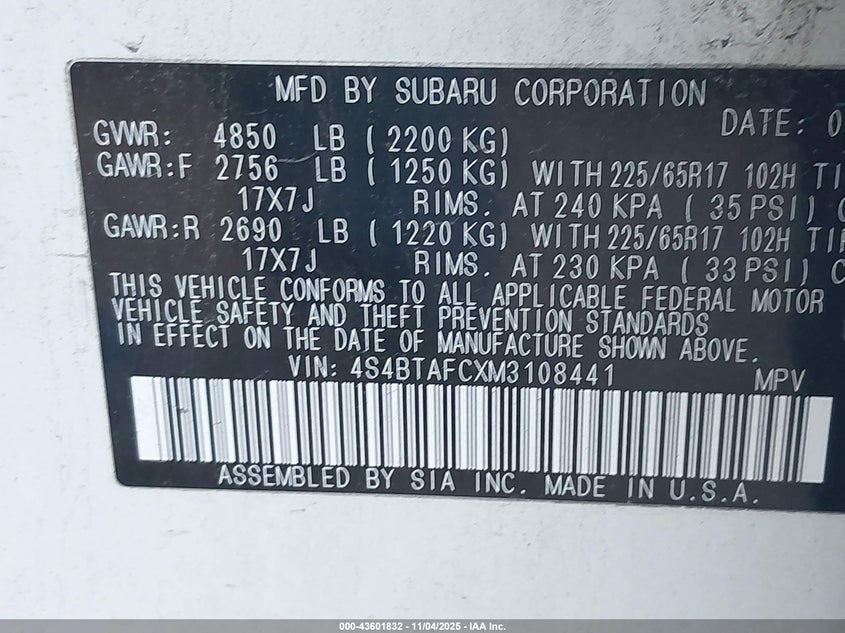 MFD BY SUBARU CORPORATION
DATE: 0
GVWR: 4850 LB ( 2200 KG)
GAWR:F 2756 LB ( 1250 KG) WITH 225/65R17 102H TI
17X7J RIMS. AT 240 KPA ( 35 PSI) C
GAWR:R 2690 LB ( 1220 KG) WITH 225/65R17 102H TI
17X7J RIMS. AT 230 KPA ( 33 PSI) C
THIS VEHICLE CONFORMS TO ALL APPLICABLE FEDERAL MOTOR
VEHICLE SAFETY AND THEFT PREVENTION STANDARDS
IN EFFECT ON THE DATE OF MANUFACTURE SHOWN ABOVE.
VIN: 4S4BTAFCXM3108441 MPV
ASSEMBLED BY SIA INC. MADE IN U.S.A.
000-43601832 - 11/04/2025 - IAA Inc.